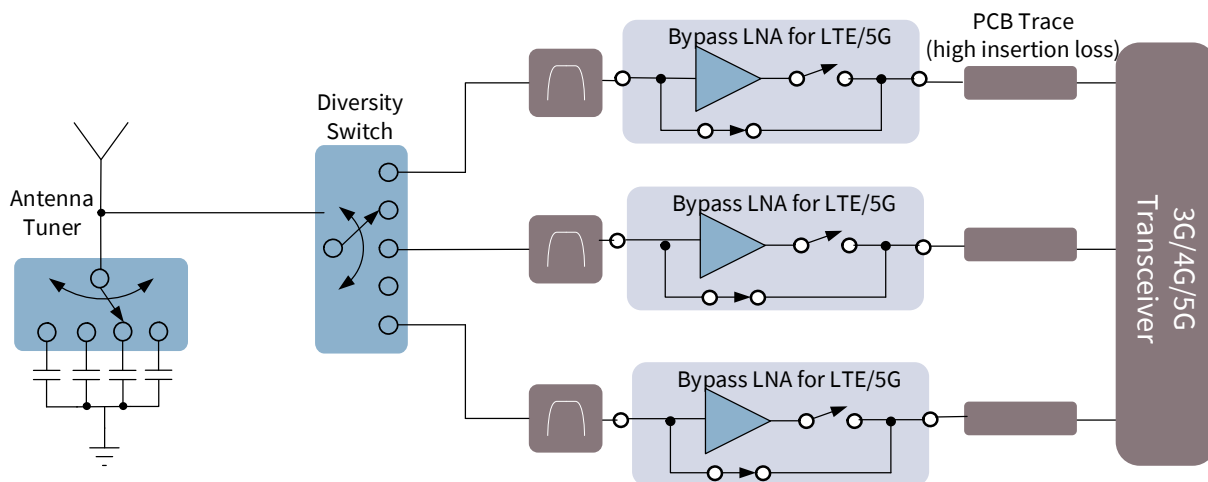 Antenna
Tuner
Diversity
Switch
Bypass LNA for LTE/5G
Bypass LNA for LTE/5G
Bypass LNA for LTE/5G
PCB Trace
(high insertion loss)
3G/4G/5G
Transceiver